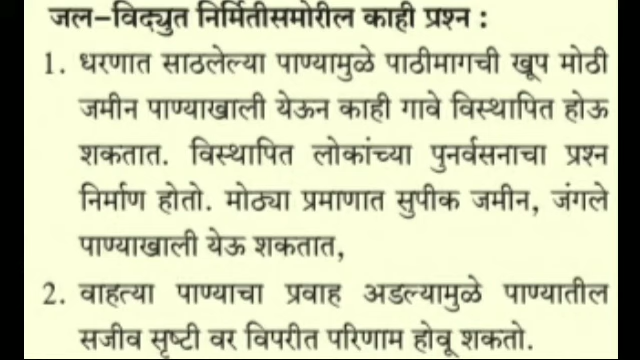 जल-विद्युत निर्मितीसमोरील काही प्रश्न :
1. धरणात साठलेल्या पाण्यामुळे पाठीमागची खूप मोठी
जमीन पाण्याखाली येऊन काही गावे विस्थापित होऊ
शकतात. विस्थापित लोकांच्या पुनर्वसनाचा प्रश्न
निर्माण होतो. मोठ्या प्रमाणात सुपीक जमीन, जंगले
पाण्याखाली येऊ शकतात,
2. वाहत्या पाण्याचा प्रवाह अडल्यामुळे पाण्यातील
सजीव सृष्टी वर विपरीत परिणाम होवू शकतो.